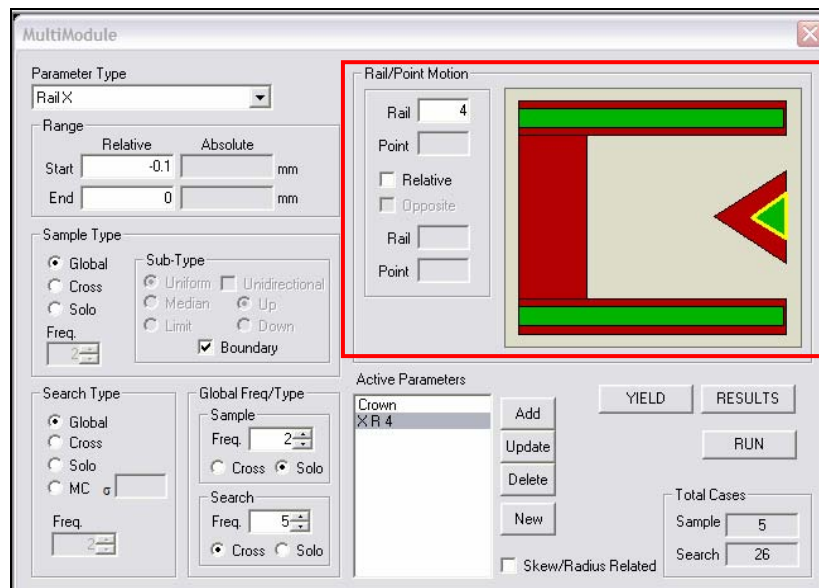 MultiModule
Parameter Type
Rail X
Range
Relative Absolute
Start -0.1 mm
End 0 mm
Sample Type
Global
Cross
Solo
Freq.
2
Sub-Type
Uniform Unidirectional
Median Up
Limit Down
Boundary
Search Type
Global
Cross
Solo
MC σ
Freq.
2
Global Freq/Type
Sample
Freq. 2
Cross Solo
Search
Freq. 5
Cross Solo
Rail/Point Motion
Rail 4
Point
Relative
Opposite
Rail
Point
Active Parameters
Crown
X R 4
Add
Update
Delete
New
Skew/Radius Related
YIELD RESULTS
RUN
Total Cases
Sample 5
Search 26